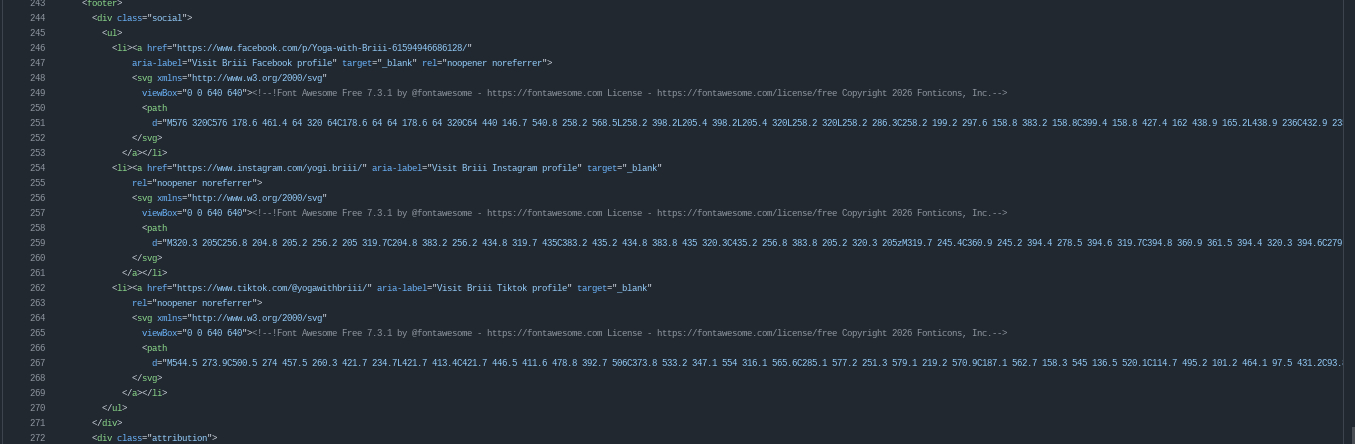 243 <footer>
244 <div class="social">
245 <ul>
246 <li><a href="https://www.facebook.com/p/Yoga-with-Briii-61594946686128/"
247 aria-label="Visit Briii Facebook profile" target="_blank" rel="noopener noreferrer">
248 <svg xmlns="http://www.w3.org/2000/svg"
249 viewBox="0 0 640 640"><!--!Font Awesome Free 7.3.1 by @fontawesome - https://fontawesome.com License - https://fontawesome.com/license/free Copyright 2026 Fonticons, Inc.-->
250 <path
251 d="M576 320C576 178.6 461.4 64 320 64C178.6 64 64 178.6 64 320C64 440 146.7 540.8 258.2 568.5L258.2 398.2L205.4 398.2L205.4 320L258.2 320L258.2 286.3C258.2 199.2 297.6 158.8 383.2 158.8C399.4 158.8 427.4 162 438.9 165.2L438.9 236C432.9 23
252 </svg>
253 </a></li>
254 <li><a href="https://www.instagram.com/yogi.briii/" aria-label="Visit Briii Instagram profile" target="_blank"
255 rel="noopener noreferrer">
256 <svg xmlns="http://www.w3.org/2000/svg"
257 viewBox="0 0 640 640"><!--!Font Awesome Free 7.3.1 by @fontawesome - https://fontawesome.com License - https://fontawesome.com/license/free Copyright 2026 Fonticons, Inc.-->
258 <path
259 d="M320.3 205C256.8 204.8 205.2 256.2 205 319.7C204.8 383.2 256.2 434.8 319.7 435C383.2 435.2 434.8 383.8 435 320.3C435.2 256.8 383.8 205.2 320.3 205zM319.7 245.4C360.9 245.2 394.4 278.5 394.6 319.7C394.8 360.9 361.5 394.4 320.3 394.6C279
260 </svg>
261 </a></li>
262 <li><a href="https://www.tiktok.com/@yogawithbriii/" aria-label="Visit Briii Tiktok profile" target="_blank"
263 rel="noopener noreferrer">
264 <svg xmlns="http://www.w3.org/2000/svg"
265 viewBox="0 0 640 640"><!--!Font Awesome Free 7.3.1 by @fontawesome - https://fontawesome.com License - https://fontawesome.com/license/free Copyright 2026 Fonticons, Inc.-->
266 <path
267 d="M544.5 273.9C500.5 274 457.5 260.3 421.7 234.7L421.7 413.4C421.7 446.5 411.6 478.8 392.7 506C373.8 533.2 347.1 554 316.1 565.6C285.1 577.2 251.3 579.1 219.2 570.9C187.1 562.7 158.3 545 136.5 520.1C114.7 495.2 101.2 464.1 97.5 431.2C93.
268 </svg>
269 </a></li>
270 </ul>
271 </div>
272 <div class="attribution">